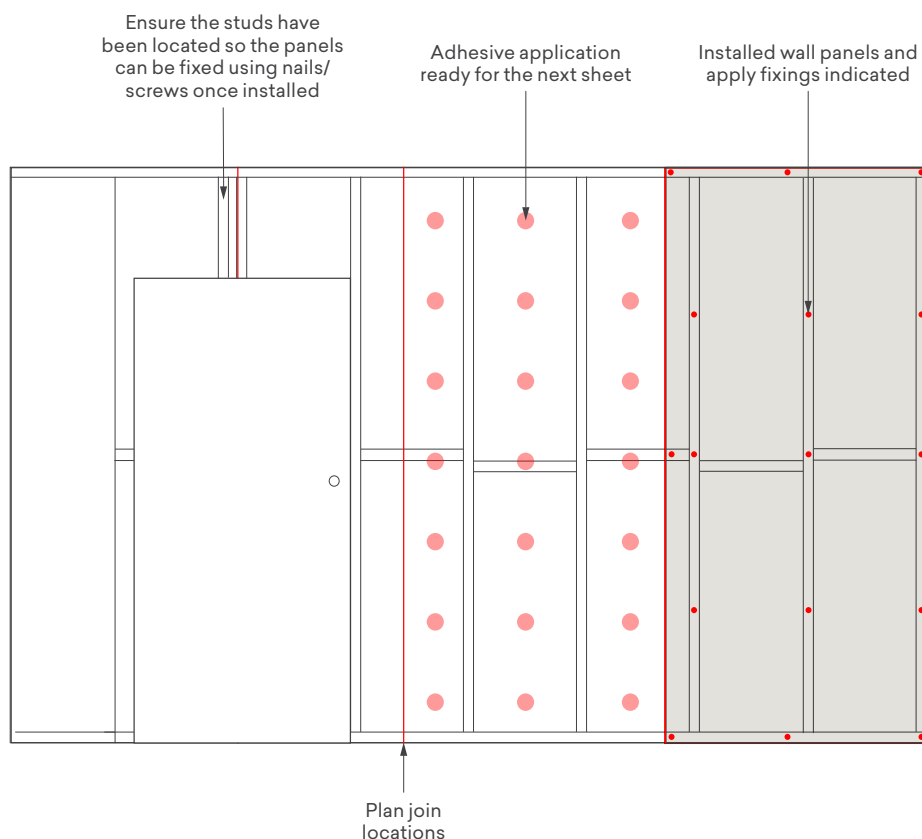 Ensure the studs have
been located so the panels
can be fixed using nails/
screws once installed
Adhesive application
ready for the next sheet
Installed wall panels and
apply fixings indicated
Plan join
locations